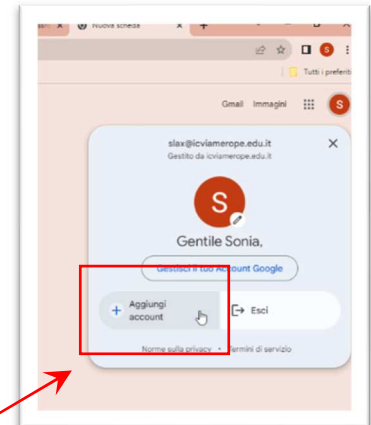 Nuova scheda
S
Tutti i preferiti
Gmail Immagini
S
slax@icviamerope.edu.it
Gestito da icviamerope.edu.it
S
Gentile Sonia,
Gestisci il tuo Account Google
Aggiungi
account
Esci
Norme sulla privacy • Termini di servizio